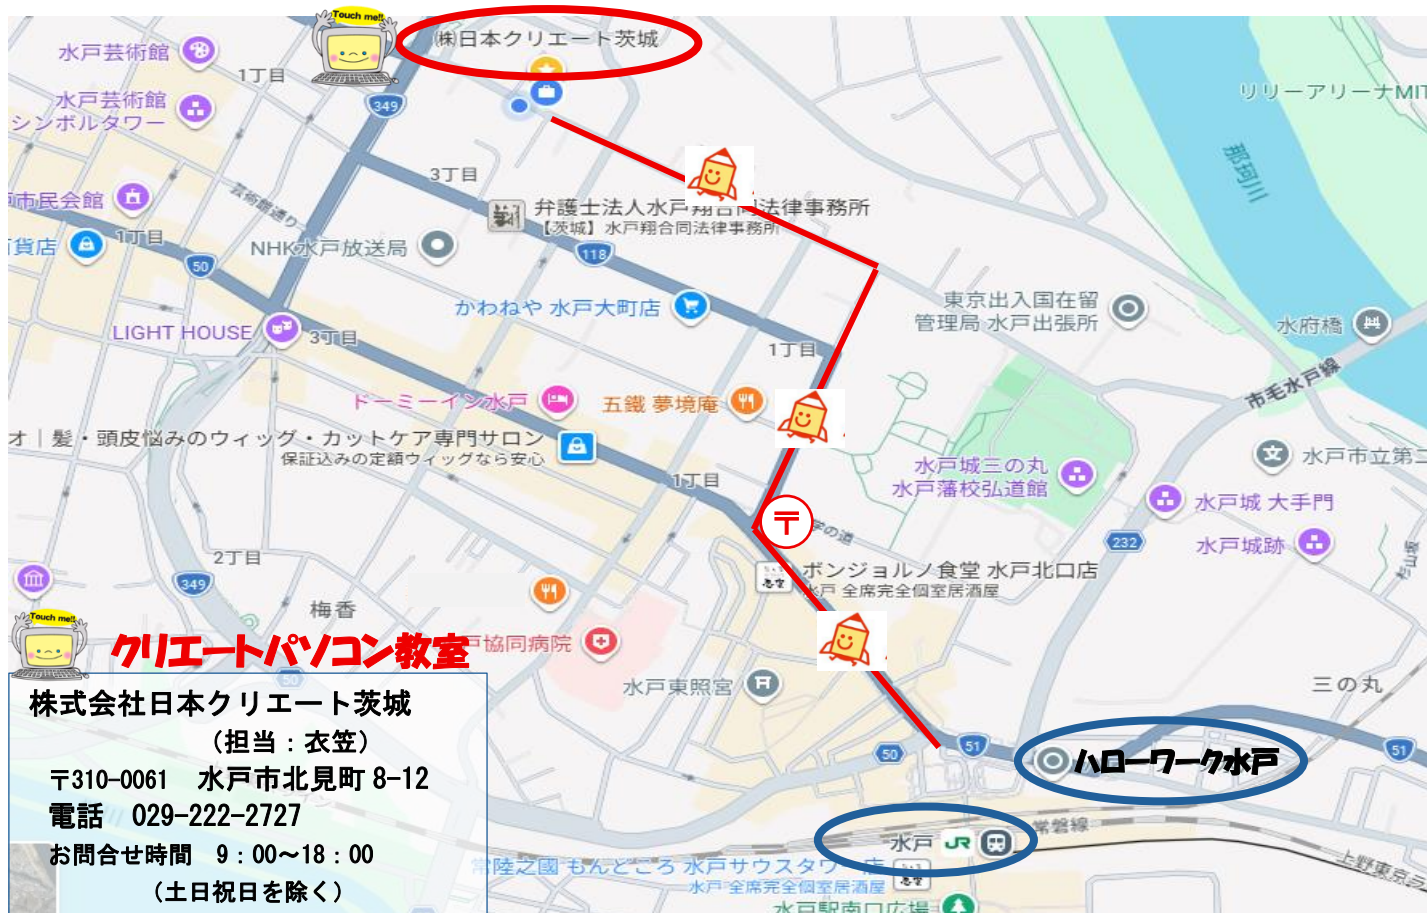 Touch me!!
㈱日本クリエート茨城
水戸芸術館
1丁目
水戸芸術館
シンボルタワー
349
リリーアリーナMIT
那珂川
3丁目
芸術館通り
市民会館
弁護士法人水戸翔合同法律事務所
【茨城】水戸翔合同法律事務所
1丁目
貨店
NHK水戸放送局
118
50
かわねや 水戸大町店
東京出入国在留
管理局 水戸出張所
水府橋
LIGHT HOUSE
3丁目
1丁目
市毛水戸線
ドーミーイン水戸
五鐵 夢境庵
オ | 髪・頭皮悩みのウィッグ・カットケア専門サロン
保証込みの定額ウィッグなら安心
水戸城三の丸
水戸藩校弘道館
水戸市立第二
1丁目
水戸城 大手門
〒
学の道
232
水戸城跡
杉山坂
2丁目
349
ボンジョルノ食堂 水戸北口店
水戸 全席完全個室居酒屋
梅香
Touch me!!
クリエートパソコン教室
戸協同病院
50
水戸東照宮
三の丸
株式会社日本クリエート茨城
(担当:衣笠)
〒310-0061 水戸市北見町 8-12
電話 029-222-2727
お問合せ時間 9:00~18:00
(土日祝日を除く)
50
51
ハローワーク水戸
51
水戸 JR
常磐線
上野東京ラ
常陸之國 もんどころ 水戸サウスタワー店
水戸 全席完全個室居酒屋
水戸駅南口広場